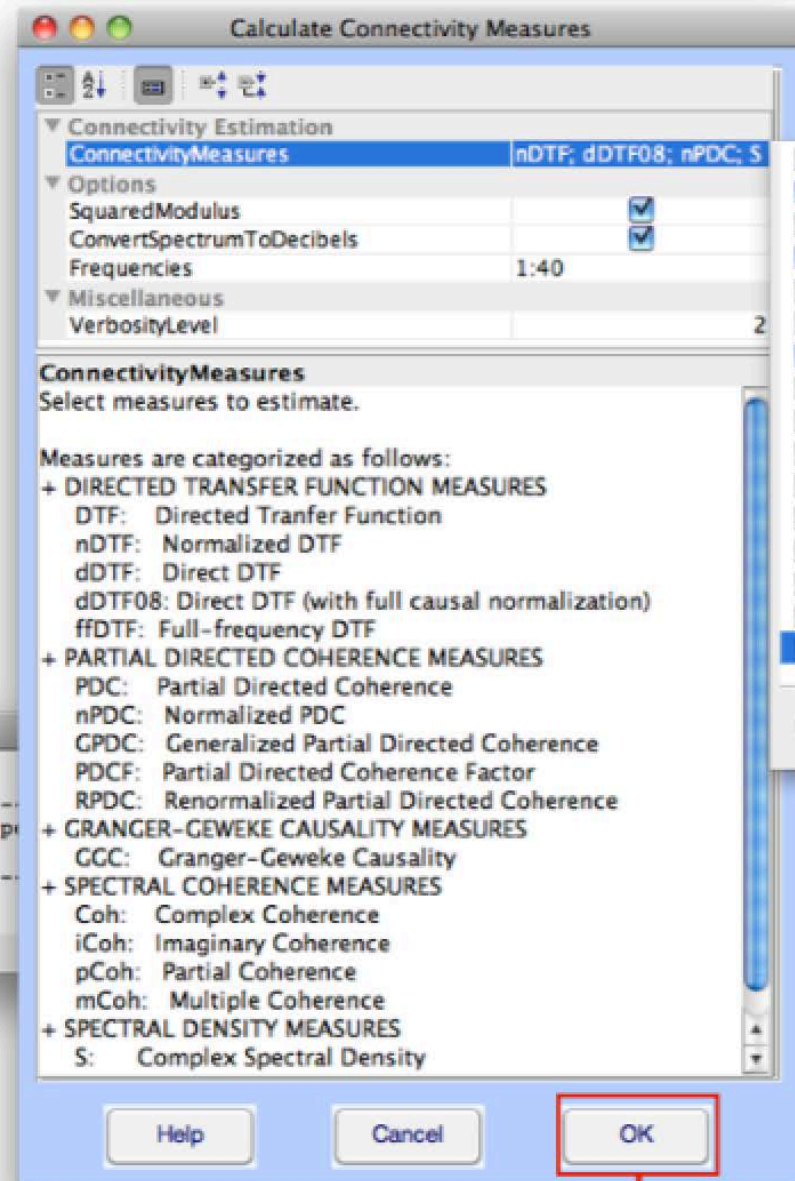 Calculate Connectivity Measures
Connectivity Estimation
ConnectivityMeasures nDTF; dDTF08; nPDC; S
Options
SquaredModulus
ConvertSpectrumToDecibels
Frequencies 1:40
Miscellaneous
VerbosityLevel 2
ConnectivityMeasures
Select measures to estimate.
Measures are categorized as follows:
+ DIRECTED TRANSFER FUNCTION MEASURES
DTF: Directed Tranfer Function
nDTF: Normalized DTF
dDTF: Direct DTF
dDTF08: Direct DTF (with full causal normalization)
ffDTF: Full-frequency DTF
+ PARTIAL DIRECTED COHERENCE MEASURES
PDC: Partial Directed Coherence
nPDC: Normalized PDC
GPDC: Generalized Partial Directed Coherence
PDCF: Partial Directed Coherence Factor
RPDC: Renormalized Partial Directed Coherence
+ GRANGER-GEWEKE CAUSALITY MEASURES
GGC: Granger-Geweke Causality
+ SPECTRAL COHERENCE MEASURES
Coh: Complex Coherence
iCoh: Imaginary Coherence
pCoh: Partial Coherence
mCoh: Multiple Coherence
+ SPECTRAL DENSITY MEASURES
S: Complex Spectral Density
Help Cancel OK